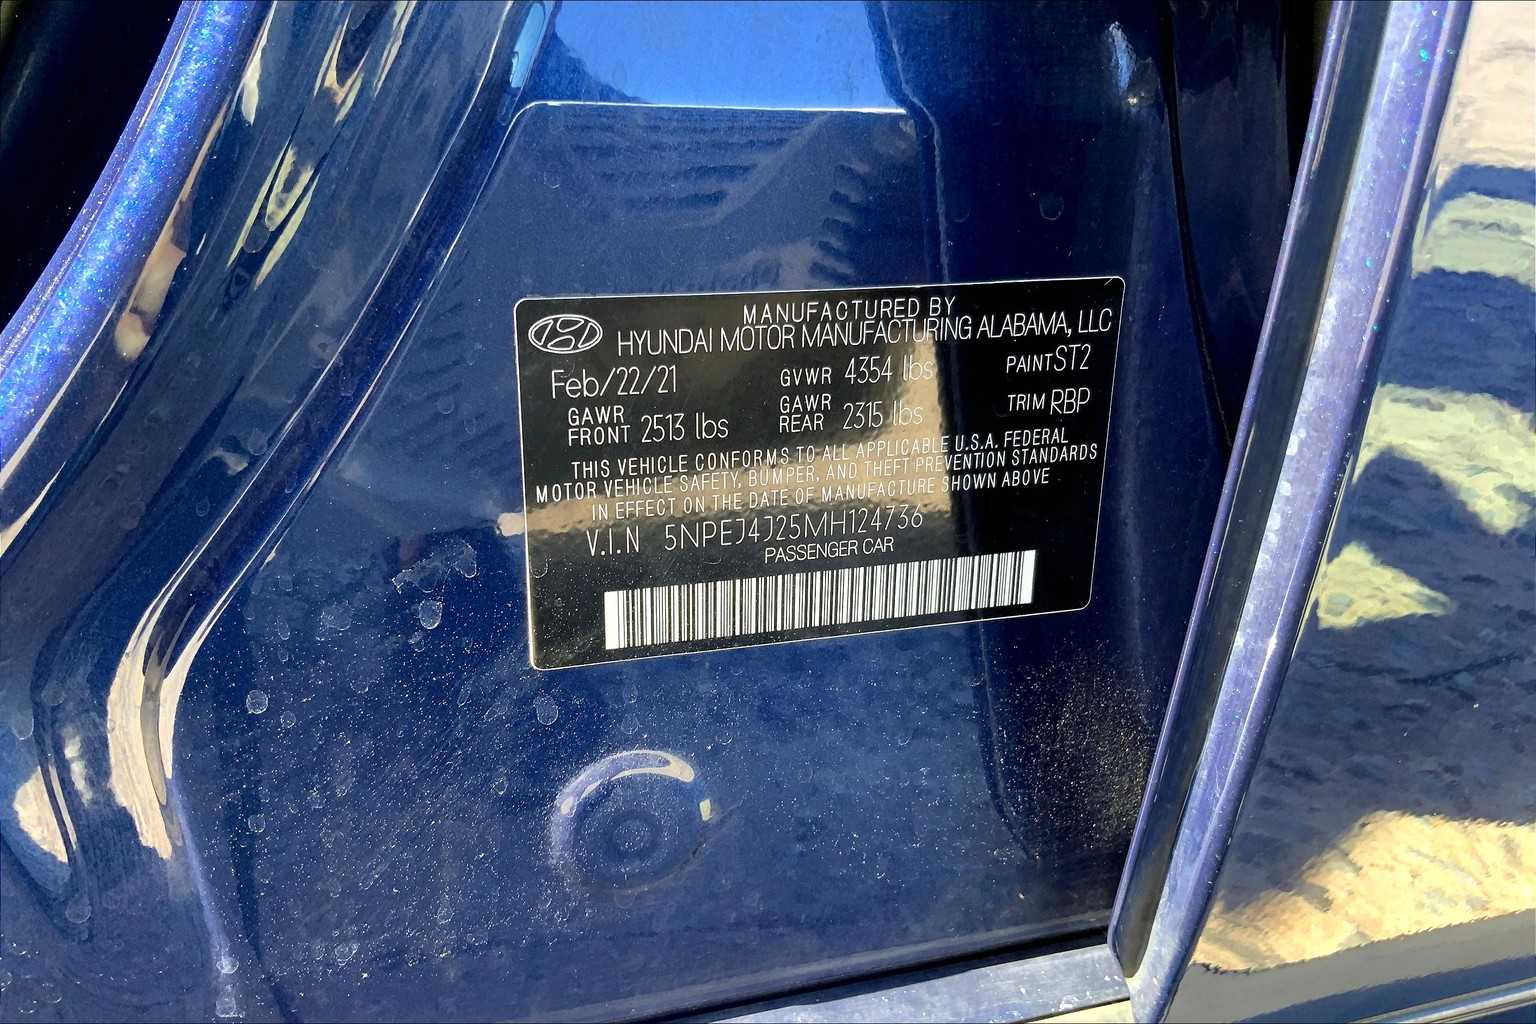 MANUFACTURED BY
HYUNDAI MOTOR MANUFACTURING ALABAMA, LLC
Feb/22/21 GVWR 4354 lbs PAINT ST2
GAWR FRONT 2513 lbs GAWR REAR 2315 lbs TRIM RBP
THIS VEHICLE CONFORMS TO ALL APPLICABLE U.S.A. FEDERAL
MOTOR VEHICLE SAFETY, BUMPER, AND THEFT PREVENTION STANDARDS
IN EFFECT ON THE DATE OF MANUFACTURE SHOWN ABOVE
V.I.N 5NPEJ4J25MH124736
PASSENGER CAR